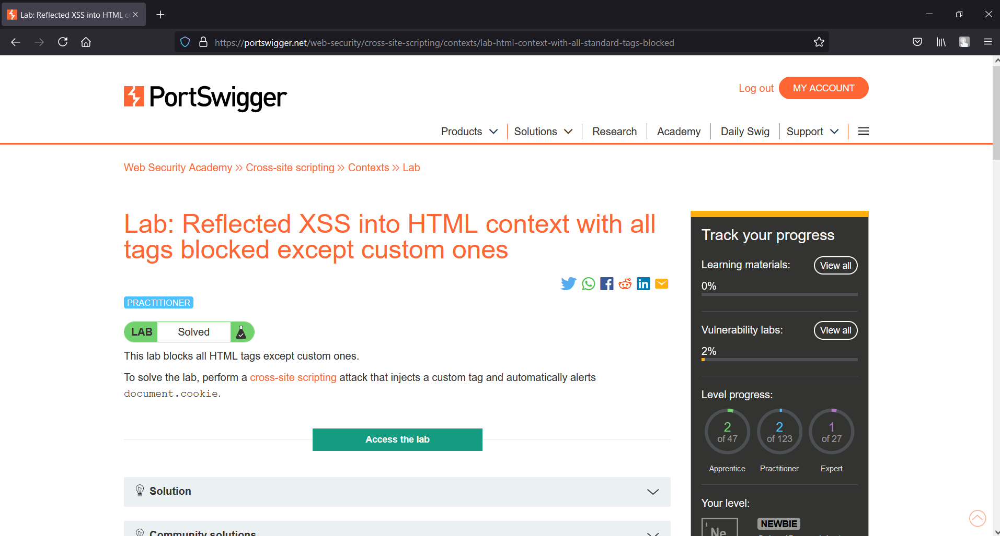 Lab: Reflected XSS into HTML co
https://portswigger.net/web-security/cross-site-scripting/contexts/lab-html-context-with-all-standard-tags-blocked
PortSwigger
Log out
MY ACCOUNT
Products
Solutions
Research
Academy
Daily Swig
Support
Web Security Academy » Cross-site scripting » Contexts » Lab
Lab: Reflected XSS into HTML context with all
tags blocked except custom ones
PRACTITIONER
LAB Solved
This lab blocks all HTML tags except custom ones.
To solve the lab, perform a cross-site scripting attack that injects a custom tag and automatically alerts
document.cookie.
Access the lab
Solution
Community solutions
Track your progress
Learning materials:
View all
0%
Vulnerability labs:
View all
2%
Level progress:
2
of 47
2
of 123
1
of 27
Apprentice
Practitioner
Expert
Your level:
Ne
NEWBIE